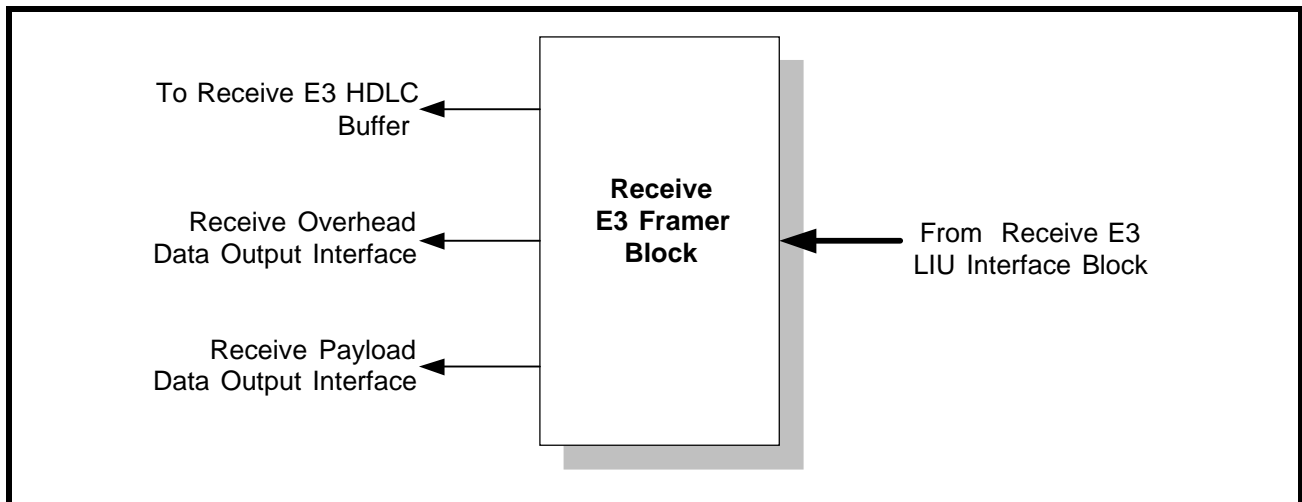 To Receive E3 HDLC
Buffer
Receive Overhead
Data Output Interface
Receive Payload
Data Output Interface
Receive
E3 Framer
Block
From Receive E3
LIU Interface Block